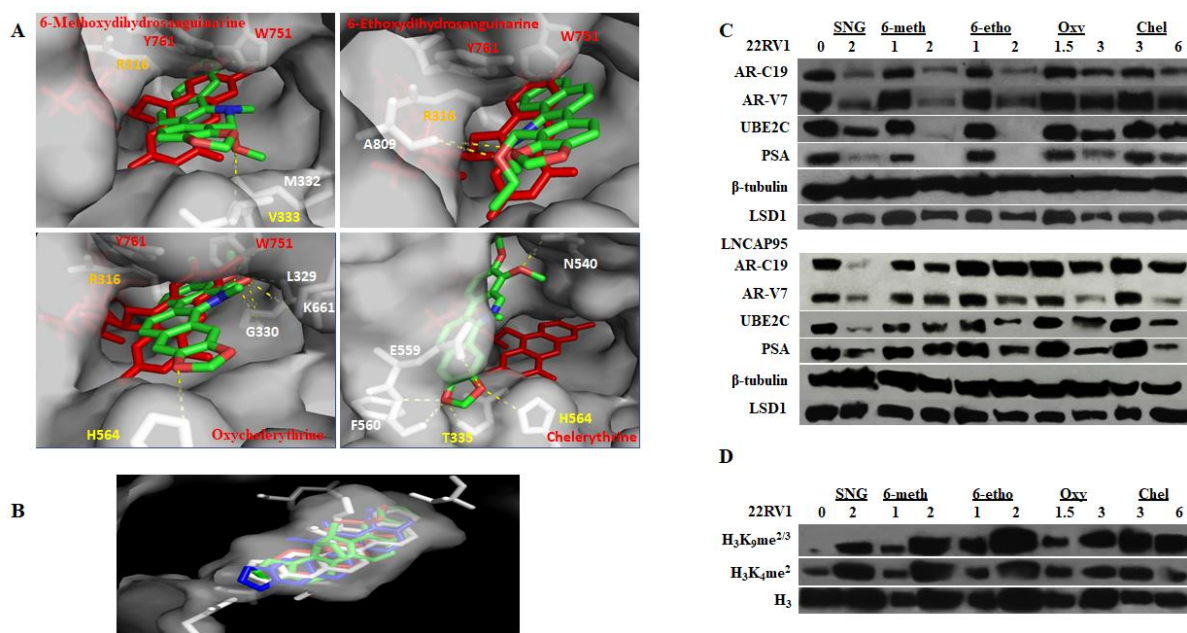 A
6-Methoxydihydrosanguinarine
Y761
W751
R316
M332
V333
6-Ethoxydihydrosanguinarine
W751
Y761
R316
A809
Y761
W751
R316
L329
K661
G330
H564
Oxychelerythrine
N540
E559
F560
T335
H564
Chelerythrine
B
C
SNG 6-meth 6-etho Oxy Chel
22RV1 0 2 1 2 1 2 1.5 3 3 6
AR-C19
AR-V7
UBE2C
PSA
β-tubulin
LSD1
LNCAP95
AR-C19
AR-V7
UBE2C
PSA
β-tubulin
LSD1
D
SNG 6-meth 6-etho Oxy Chel
22RV1 0 2 1 2 1 2 1.5 3 3 6
H3K9me2/3
H3K4me2
H3